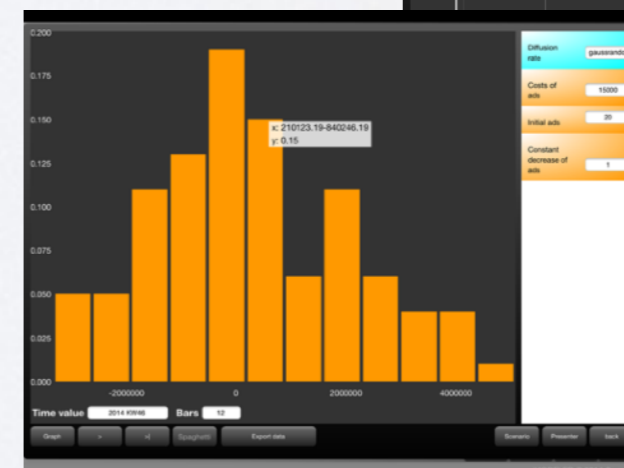 0.200
0.175
0.150
0.125
0.100
0.075
0.050
0.025
0.000
-2000000 0 2000000 4000000
x: 210123.19-840246.19
y: 0.15
Time value 2014 KW46 Bars 12
Graph Spaghetti Export data Scenario Presenter back
Diffusion
rate
Costs of
ads
15000
Initial ads 20
Constant
decrease of
ads
1